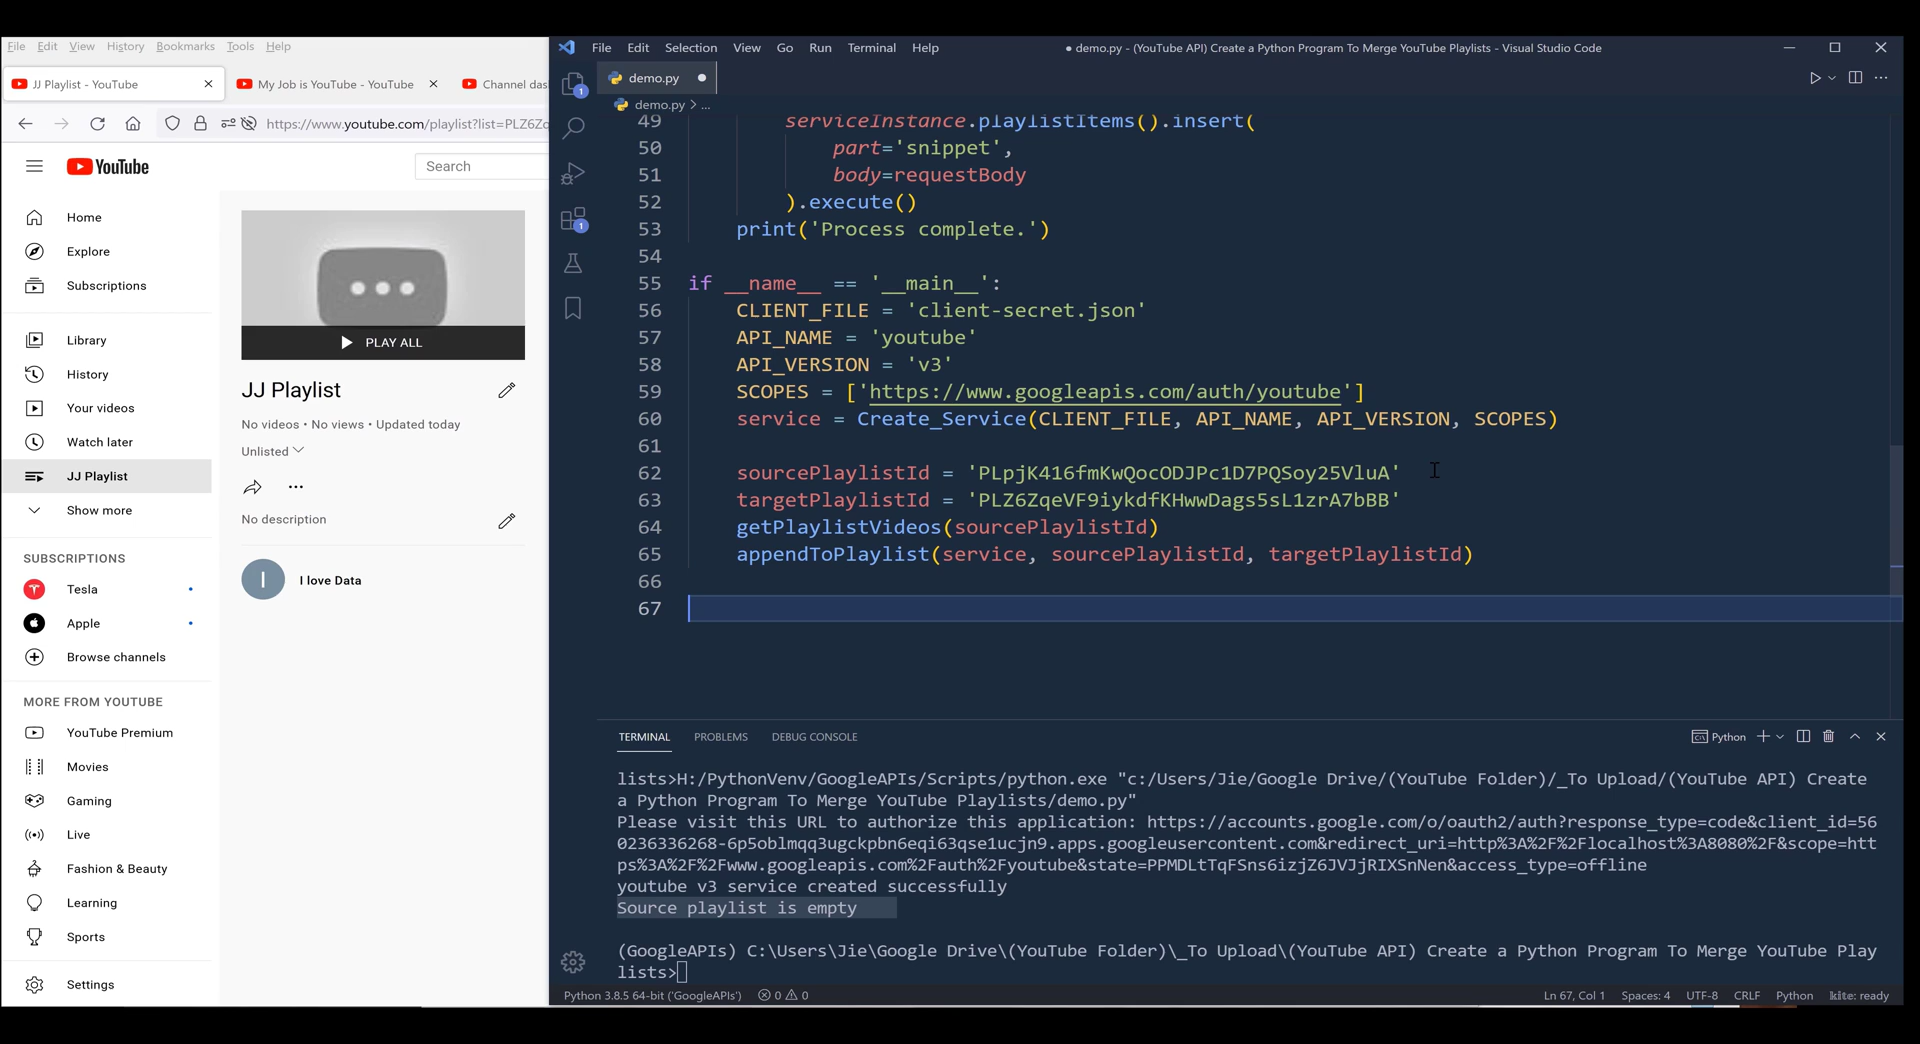 File Edit View History Bookmarks Tools Help
JJ Playlist - YouTube
My Job is YouTube - YouTube
Channel das
https://www.youtube.com/playlist?list=PLZ6Zq
YouTube
Search
Home
Explore
Subscriptions
Library
History
Your videos
Watch later
JJ Playlist
Show more
SUBSCRIPTIONS
Tesla
Apple
Browse channels
MORE FROM YOUTUBE
YouTube Premium
Movies
Gaming
Live
Fashion & Beauty
Learning
Sports
Settings
PLAY ALL
JJ Playlist
No videos • No views • Updated today
Unlisted
No description
I
I love Data
File Edit Selection View Go Run Terminal Help
● demo.py - (YouTube API) Create a Python Program To Merge YouTube Playlists - Visual Studio Code
demo.py
demo.py > ...
1
1
49 serviceInstance.playlistItems().insert(
50 part='snippet',
51 body=requestBody
52 ).execute()
53 print('Process complete.')
54
55 if __name__ == '__main__':
56 CLIENT_FILE = 'client-secret.json'
57 API_NAME = 'youtube'
58 API_VERSION = 'v3'
59 SCOPES = ['https://www.googleapis.com/auth/youtube']
60 service = Create_Service(CLIENT_FILE, API_NAME, API_VERSION, SCOPES)
61
62 sourcePlaylistId = 'PLpjK416fmKwQocODJPc1D7PQSoy25VluA'
63 targetPlaylistId = 'PLZ6ZqeVF9iykdfKHwwDags5sL1zrA7bBB'
64 getPlaylistVideos(sourcePlaylistId)
65 appendToPlaylist(service, sourcePlaylistId, targetPlaylistId)
66
67
TERMINAL PROBLEMS DEBUG CONSOLE
Python
lists>H:/PythonVenv/GoogleAPIs/Scripts/python.exe "c:/Users/Jie/Google Drive/(YouTube Folder)/_To Upload/(YouTube API) Create
a Python Program To Merge YouTube Playlists/demo.py"
Please visit this URL to authorize this application: https://accounts.google.com/o/oauth2/auth?response_type=code&client_id=56
0236336268-6p5oblmqq3ugckpbn6eqi63qse1ucjn9.apps.googleusercontent.com&redirect_uri=http%3A%2F%2Flocalhost%3A8080%2F&scope=htt
ps%3A%2F%2Fwww.googleapis.com%2Fauth%2Fyoutube&state=PPMDLtTqFSns6izjZ6JVJjRIXSnNen&access_type=offline
youtube v3 service created successfully
Source playlist is empty
(GoogleAPIs) C:\Users\Jie\Google Drive\(YouTube Folder)\_To Upload\(YouTube API) Create a Python Program To Merge YouTube Play
lists>
Python 3.8.5 64-bit ('GoogleAPIs') 0 0
Ln 67, Col 1 Spaces: 4 UTF-8 CRLF Python kite: ready